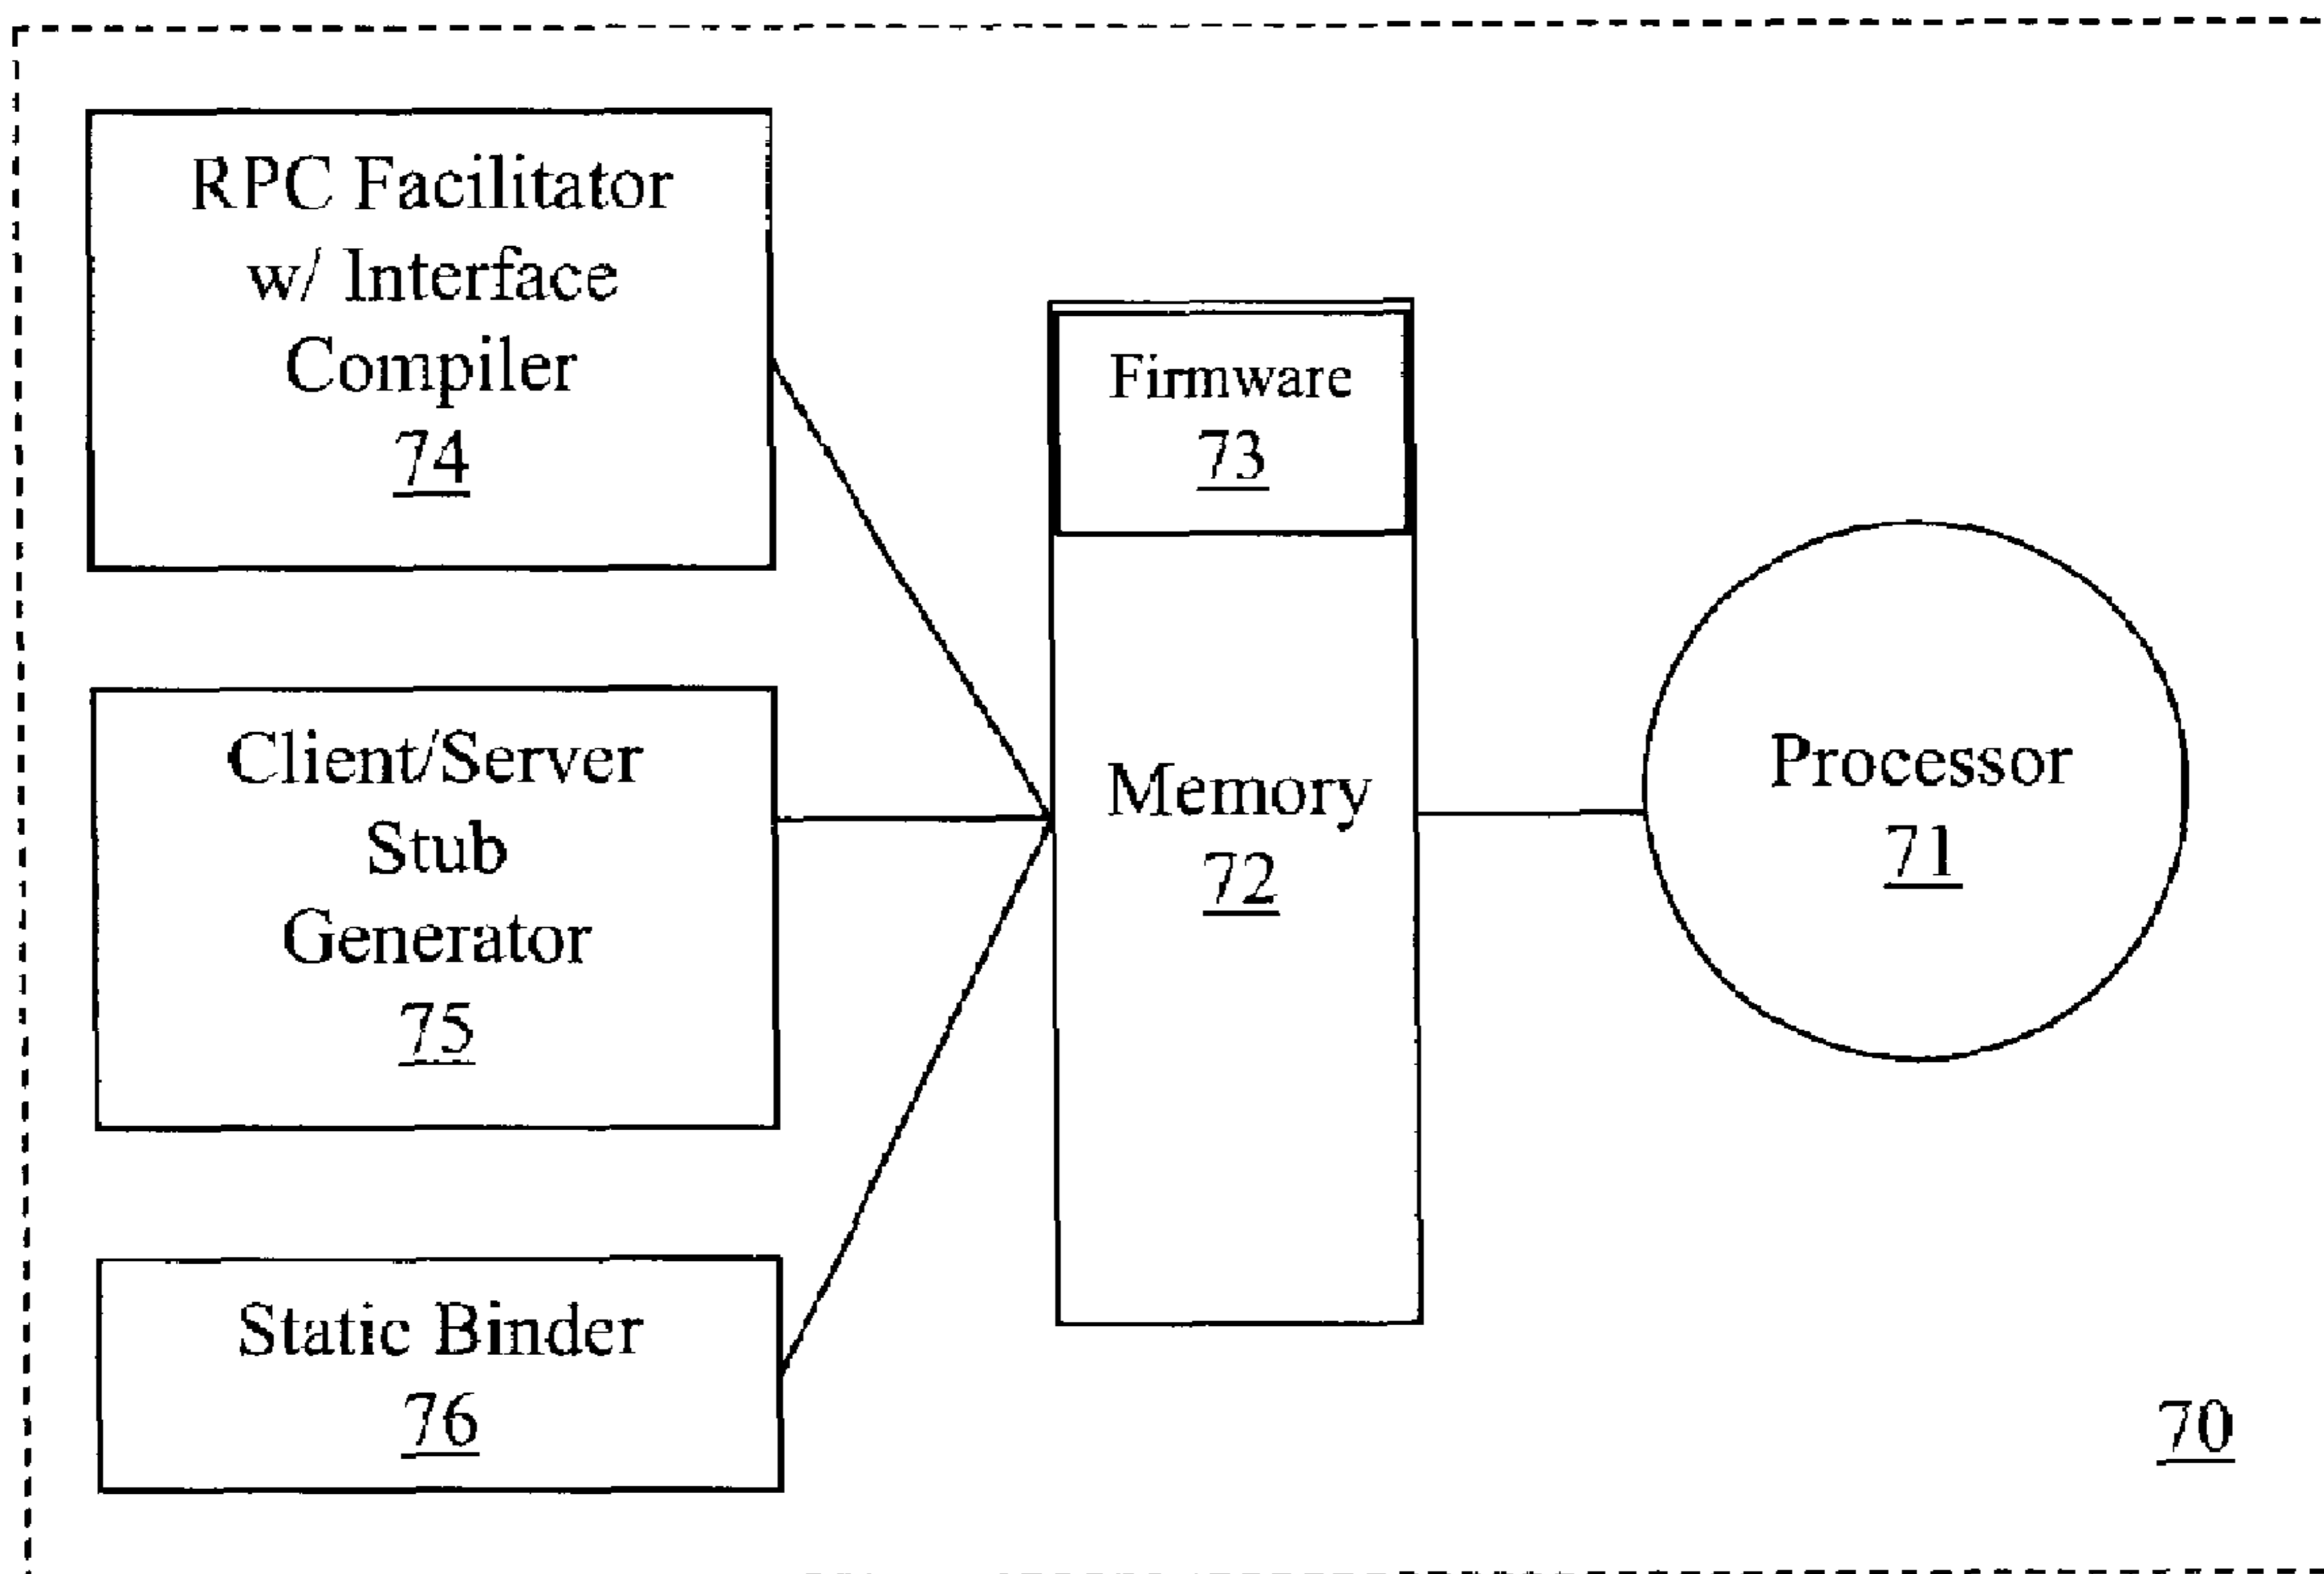 RPC Facilitator
w/ Interface
Compiler
74
Client/Server
Stub
Generator
75
Static Binder
76
Firmware
73
Memory
72
Processor
71
70